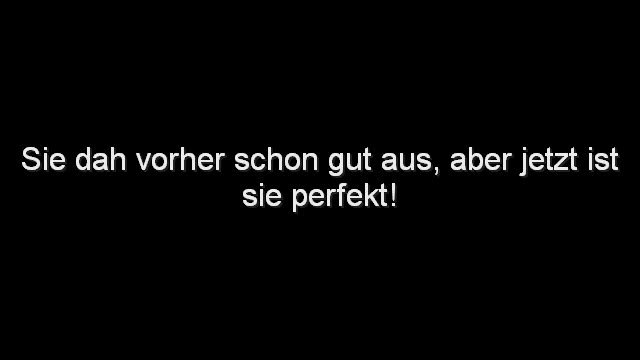 Sie dah vorher schon gut aus, aber jetzt ist
sie perfekt!